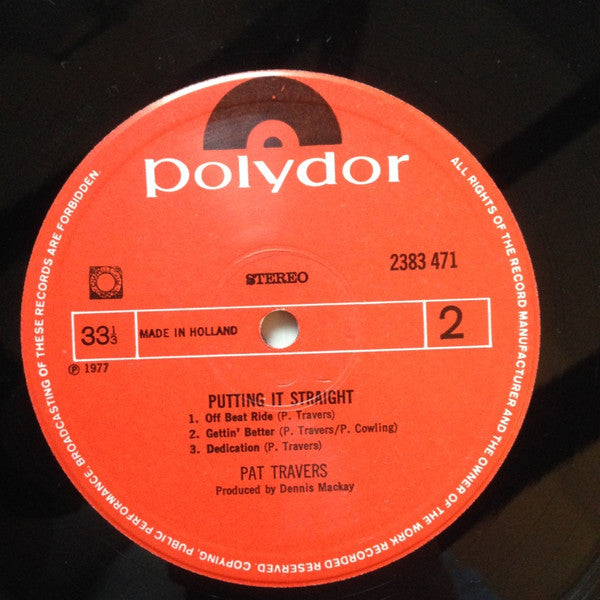 polydor
STEREO
2383 471
33⅓
MADE IN HOLLAND
2
℗ 1977
PUTTING IT STRAIGHT
1. Off Beat Ride (P. Travers)
2. Gettin' Better (P. Travers/P. Cowling)
3. Dedication (P. Travers)
PAT TRAVERS
Produced by Dennis Mackay
ALL RIGHTS OF THE RECORD MANUFACTURER AND THE OWNER OF THE WORK RECORDED RESERVED. COPYING, PUBLIC PERFORMANCE, BROADCASTING OF THESE RECORDS ARE FORBIDDEN.